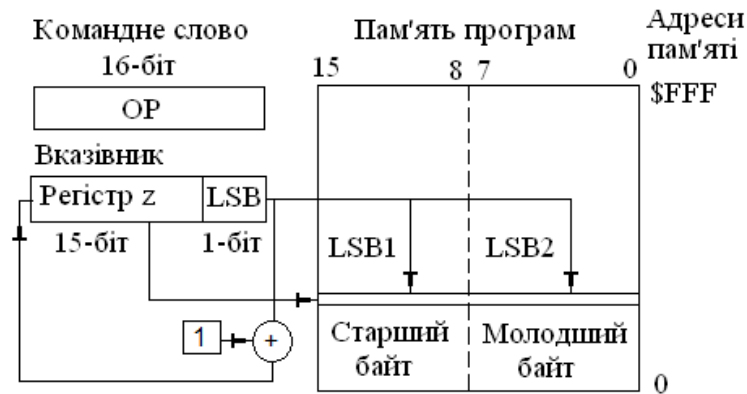 Командне слово
16-біт
ОР
Вказівник
Регістр z
LSB
15-біт
1-біт
1
+
Пам'ять програм
15
8
7
0
LSB1
LSB2
Старший
байт
Молодший
байт
Адреси
пам'яті
$FFF
0